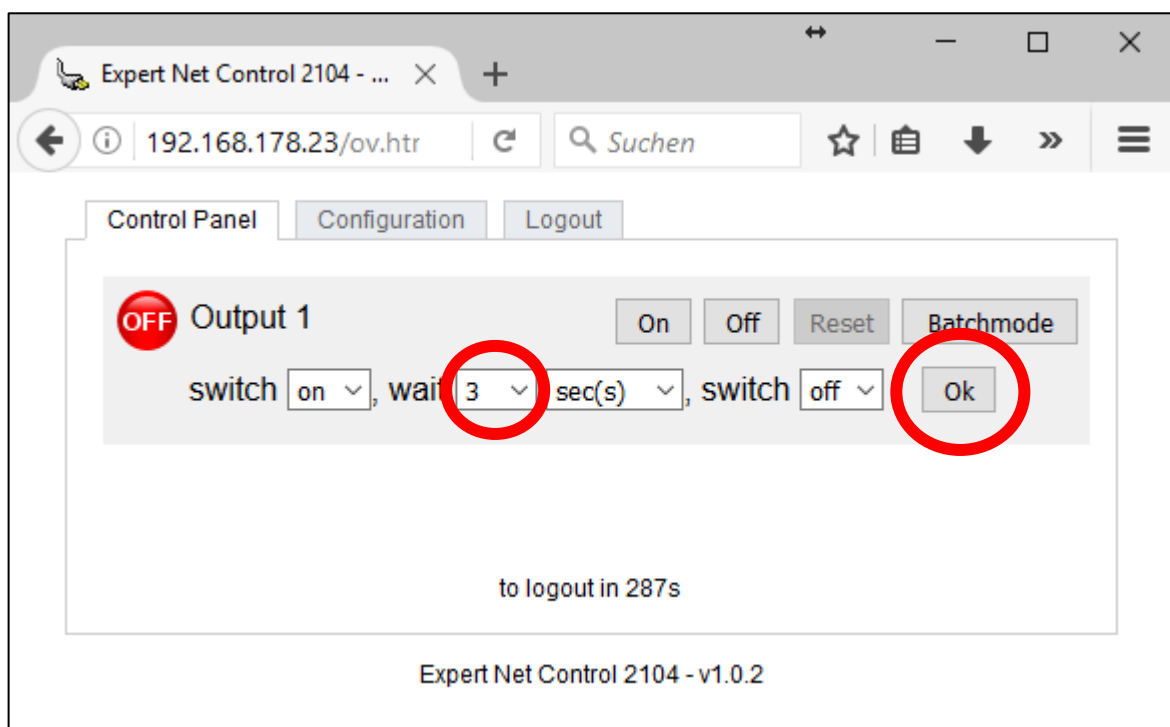 Expert Net Control 2104 - ...
192.168.178.23/ov.htr
Suchen
Control Panel Configuration Logout
OFF Output 1 On Off Reset Batchmode
switch on , wait 3 sec(s) , switch off Ok
to logout in 287s
Expert Net Control 2104 - v1.0.2